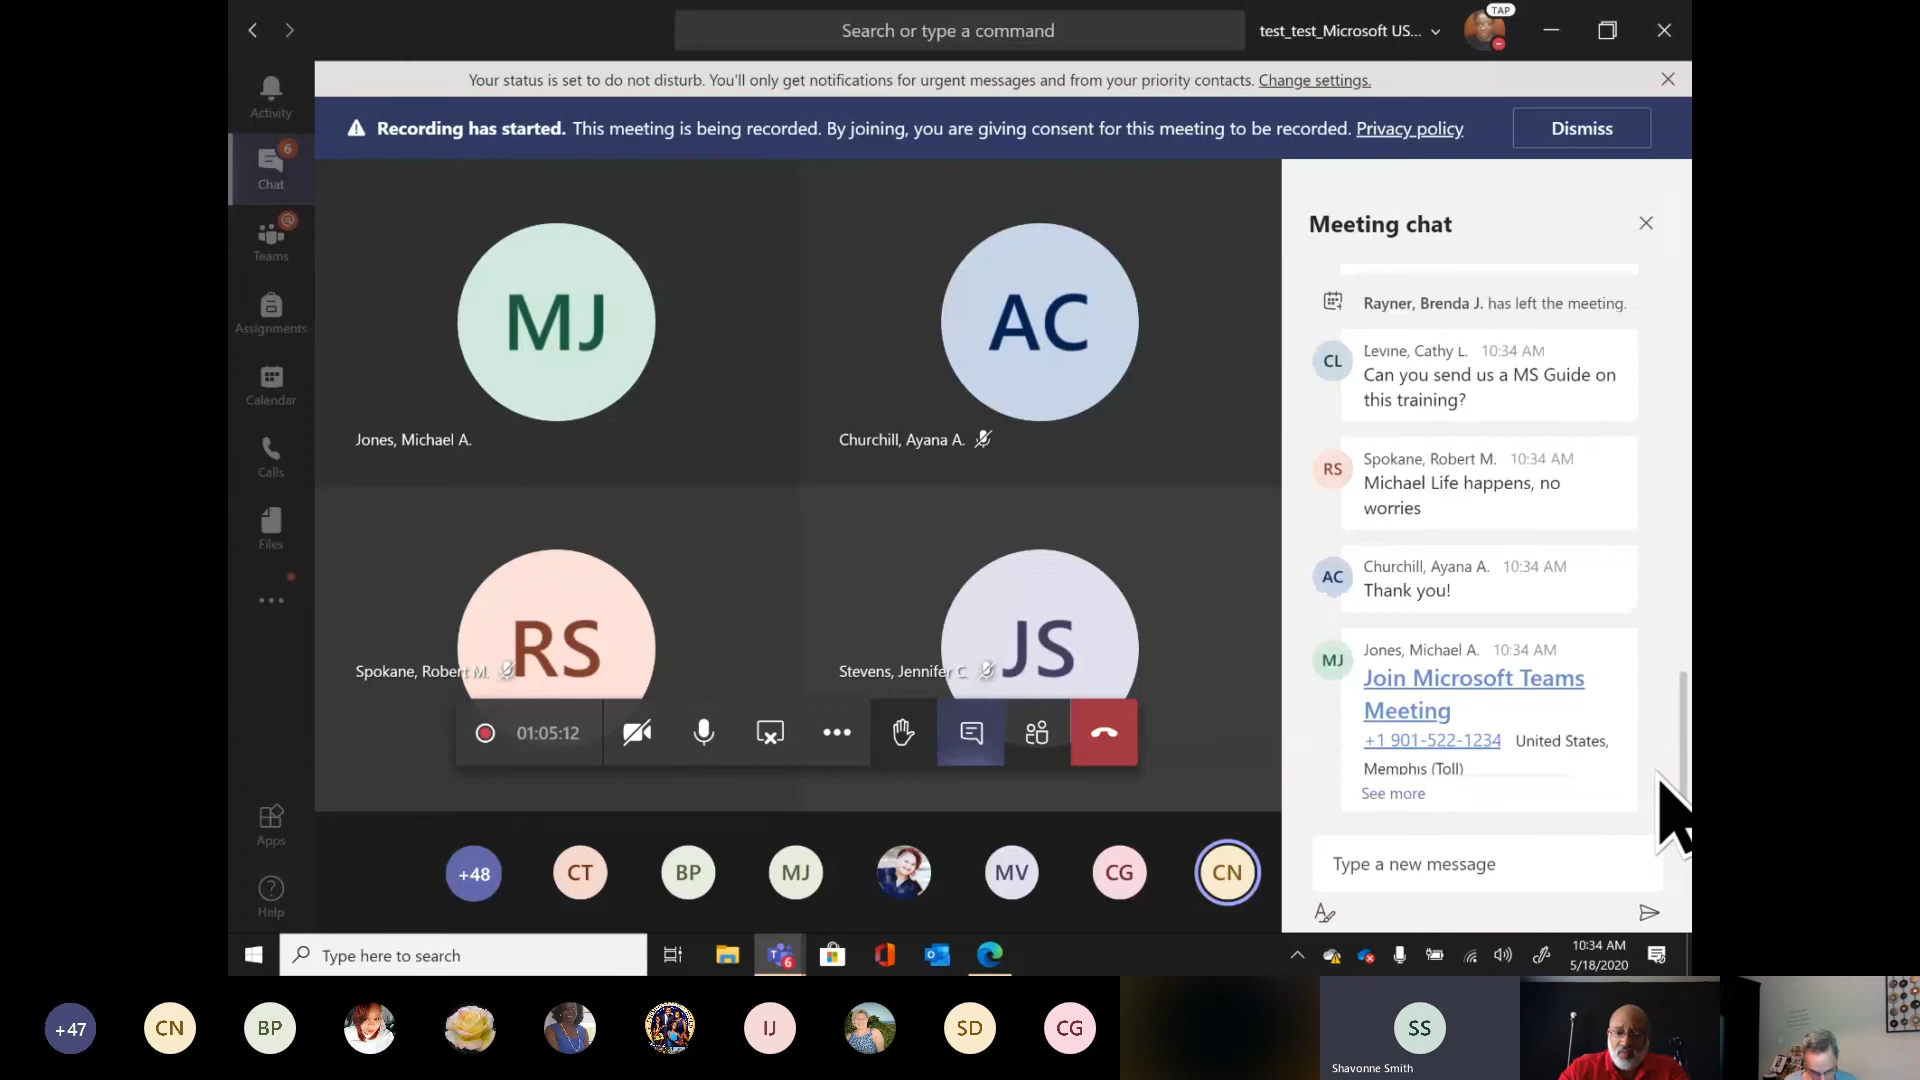 Search or type a command
test_test_Microsoft US...
TAP
Your status is set to do not disturb. You'll only get notifications for urgent messages and from your priority contacts. Change settings.
Recording has started. This meeting is being recorded. By joining, you are giving consent for this meeting to be recorded. Privacy policy
Dismiss
Activity
6
Chat
Teams
Assignments
Calendar
Calls
Files
Apps
Help
MJ
Jones, Michael A.
AC
Churchill, Ayana A.
RS
Spokane, Robert M.
JS
Stevens, Jennifer C.
01:05:12
+48
CT
BP
MJ
MV
CG
CN
Meeting chat
Rayner, Brenda J. has left the meeting.
CL
Levine, Cathy L. 10:34 AM
Can you send us a MS Guide on
this training?
RS
Spokane, Robert M. 10:34 AM
Michael Life happens, no
worries
AC
Churchill, Ayana A. 10:34 AM
Thank you!
MJ
Jones, Michael A. 10:34 AM
Join Microsoft Teams
Meeting
+1 901-522-1234 United States,
Memphis (Toll)
See more
Type a new message
Type here to search
6
10:34 AM
5/18/2020
+47
CN
BP
IJ
SD
CG
SS
Shavonne Smith